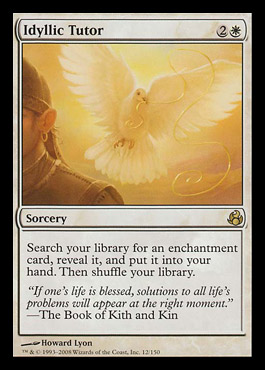 Idyllic Tutor 2
Sorcery
Search your library for an enchantment
card, reveal it, and put it into your
hand. Then shuffle your library.
"If one's life is blessed, solutions to all life's
problems will appear at the right moment."
—The Book of Kith and Kin
Howard Lyon
™ & © 1993–2008 Wizards of the Coast, Inc. 12/150